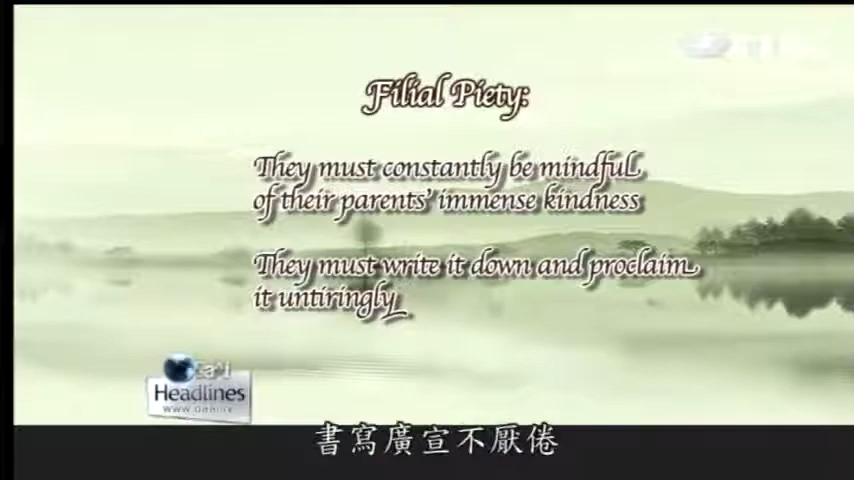 Filial Piety:
They must constantly be mindful
of their parents' immense kindness
They must write it down and proclaim
it untiringly
Headlines
書寫廣宣不厭倦